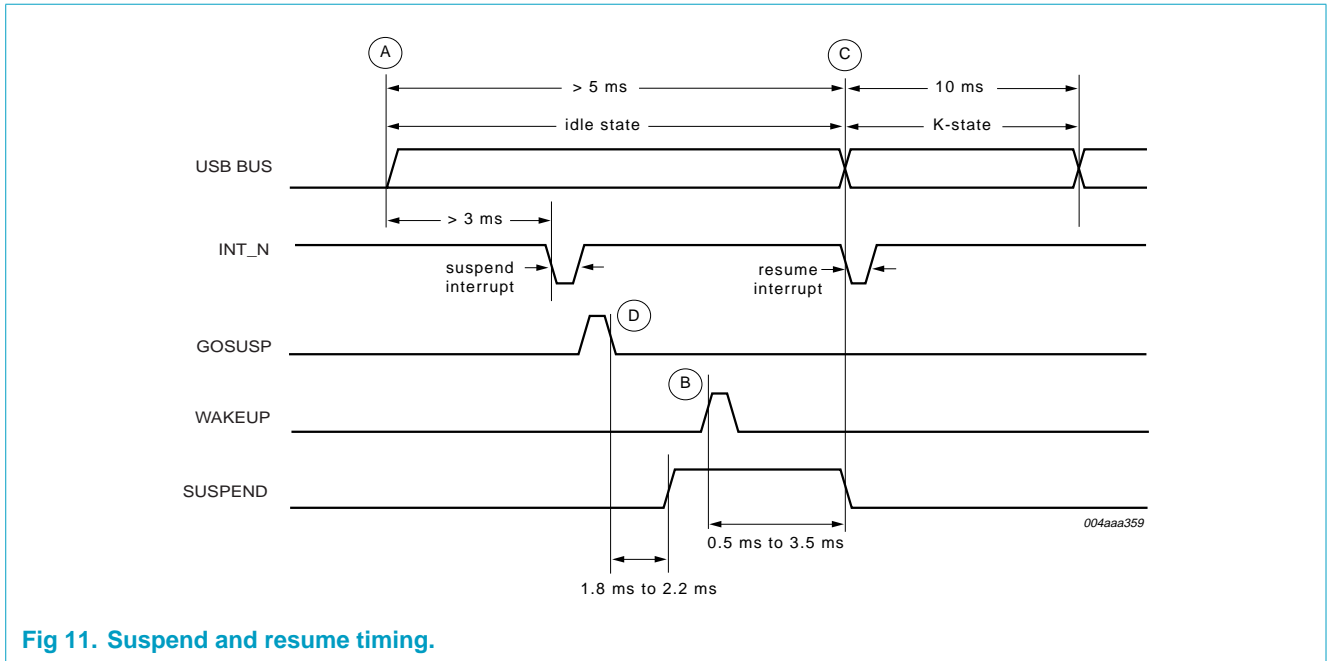 A
C
> 5 ms
10 ms
idle state
K-state
USB BUS
> 3 ms
INT_N
suspend
interrupt
resume
interrupt
D
GOSUSP
B
WAKEUP
SUSPEND
004aaa359
0.5 ms to 3.5 ms
1.8 ms to 2.2 ms
Fig 11. Suspend and resume timing.